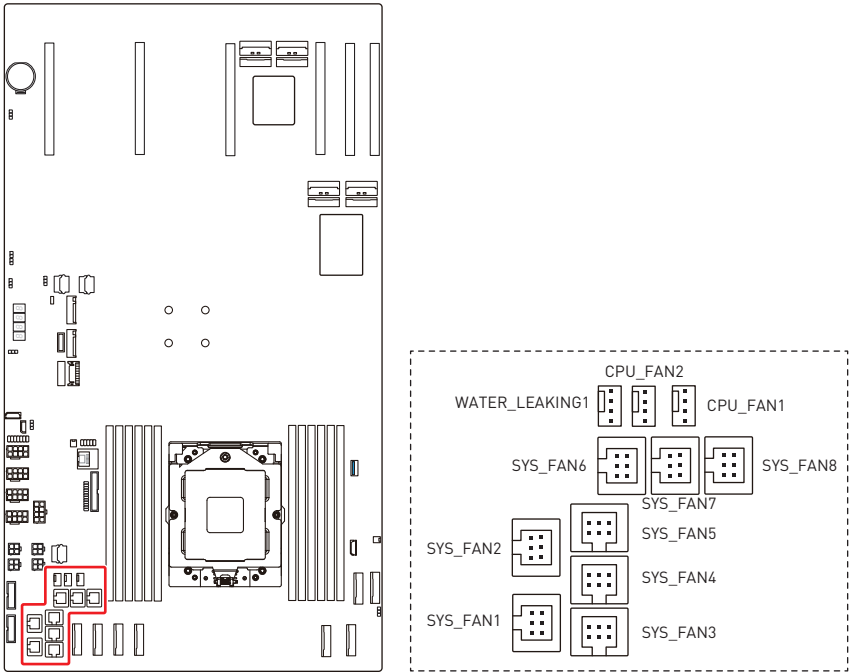 CPU_FAN2
WATER_LEAKING1
CPU_FAN1
SYS_FAN6
SYS_FAN8
SYS_FAN7
SYS_FAN5
SYS_FAN2
SYS_FAN4
SYS_FAN1
SYS_FAN3